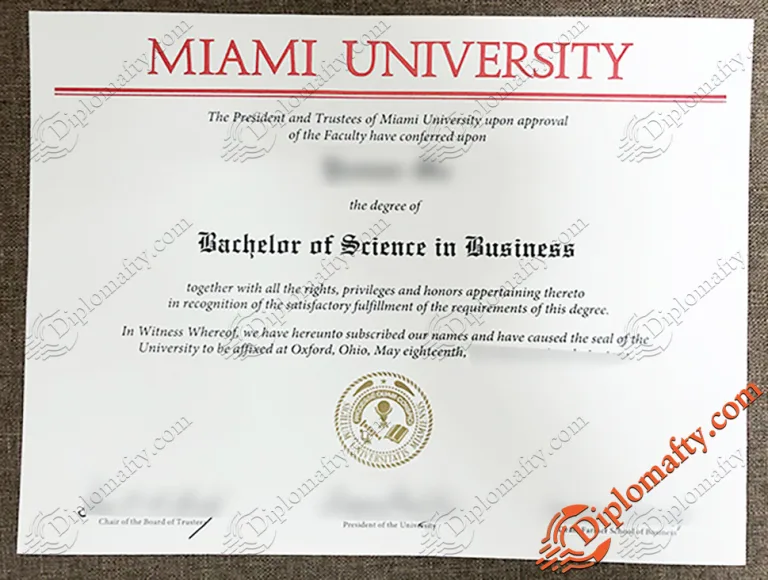 MIAMI UNIVERSITY
The President and Trustees of Miami University upon approval
of the Faculty have conferred upon
the degree of
Bachelor of Science in Business
together with all the rights, privileges and honors appertaining thereto
in recognition of the satisfactory fulfillment of the requirements of this degree.
In Witness Whereof, we have hereunto subscribed our names and have caused the seal of the
University to be affixed at Oxford, Ohio, May eighteenth,
Chair of the Board of Trustees
President of the University
Farmer School of Business
Diplomafty.com